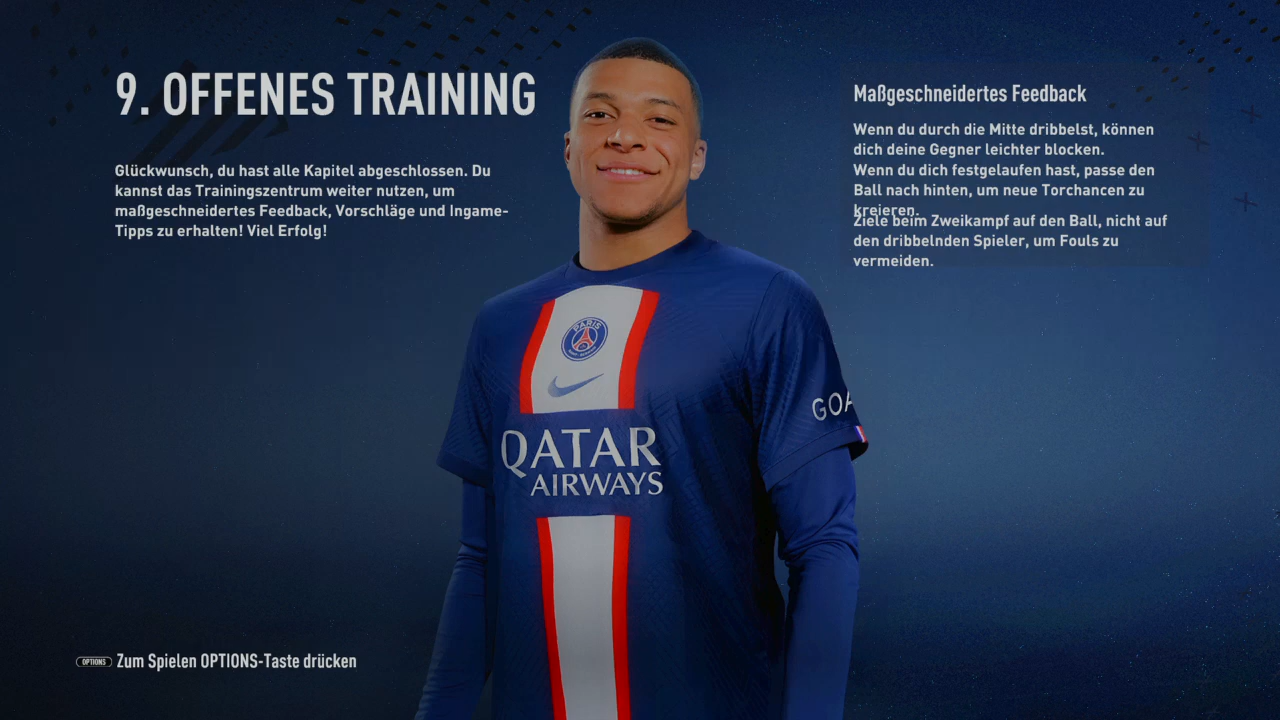 9. OFFENES TRAINING
Glückwunsch, du hast alle Kapitel abgeschlossen. Du
kannst das Trainingszentrum weiter nutzen, um
maßgeschneidertes Feedback, Vorschläge und Ingame-
Tipps zu erhalten! Viel Erfolg!
Maßgeschneidertes Feedback
Wenn du durch die Mitte dribbelst, können
dich deine Gegner leichter blocken.
Wenn du dich festgelaufen hast, passe den
Ball nach hinten, um neue Torchancen zu
kreieren.
Ziele beim Zweikampf auf den Ball, nicht auf
den dribbelnden Spieler, um Fouls zu
vermeiden.
PARIS
GOA
QATAR
AIRWAYS
OPTIONS Zum Spielen OPTIONS-Taste drücken